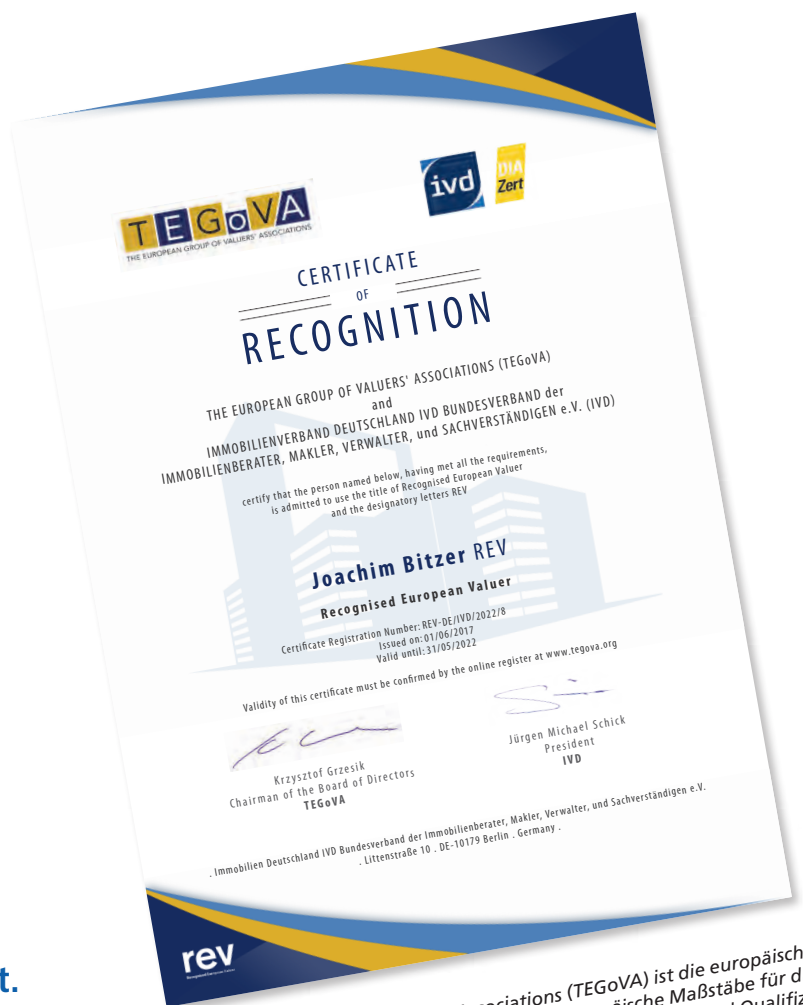 TEGoVA
THE EUROPEAN GROUP OF VALUERS' ASSOCIATIONS
ivd
DIA
Zert
CERTIFICATE
OF
RECOGNITION
THE EUROPEAN GROUP OF VALUERS' ASSOCIATIONS (TEGoVA)
and
IMMOBILIENVERBAND DEUTSCHLAND IVD BUNDESVERBAND der
IMMOBILIENBERATER, MAKLER, VERWALTER, und SACHVERSTÄNDIGEN e.V. (IVD)
certify that the person named below, having met all the requirements,
is admitted to use the title of Recognised European Valuer
and the designatory letters REV
Joachim Bitzer REV
Recognised European Valuer
Certificate Registration Number: REV-DE/IVD/2022/8
Issued on: 01/06/2017
Valid until: 31/05/2022
Validity of this certificate must be confirmed by the online register at www.tegova.org
Krzysztof Grzesik
Chairman of the Board of Directors
TEGoVA
Jürgen Michael Schick
President
IVD
. Immobilien Deutschland IVD Bundesverband der Immobilienberater, Makler, Verwalter, und Sachverständigen e.V.
. Littenstraße 10 . DE-10179 Berlin . Germany .
rev
t.
(TEGoVA) ist die europäisch
Maßstäbe für d